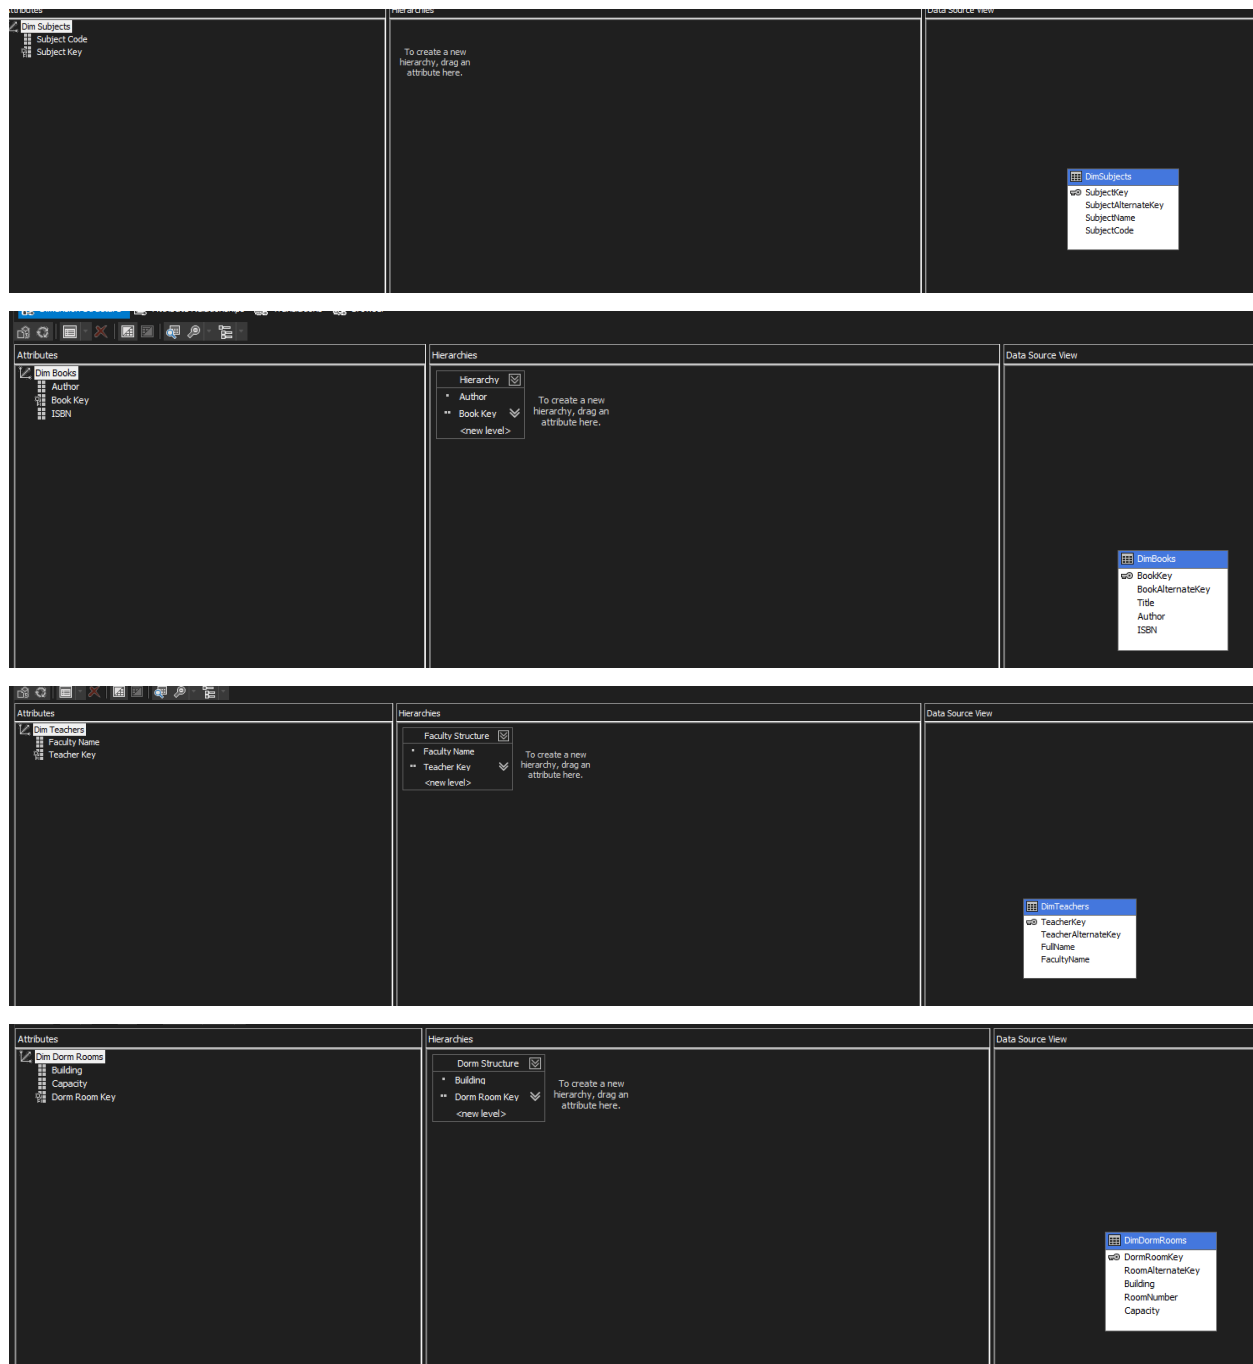 Attributes
Hierarchies
Data Source View
Dim Subjects
Subject Code
Subject Key
To create a new
hierarchy, drag an
attribute here.
DimSubjects
SubjectKey
SubjectAlternateKey
SubjectName
SubjectCode
Attributes
Hierarchies
Data Source View
Dim Books
Author
Book Key
ISBN
Hierarchy
Author
Book Key
<new level>
To create a new
hierarchy, drag an
attribute here.
DimBooks
BookKey
BookAlternateKey
Title
Author
ISBN
Attributes
Hierarchies
Data Source View
Dim Teachers
Faculty Name
Teacher Key
Faculty Structure
Faculty Name
Teacher Key
<new level>
To create a new
hierarchy, drag an
attribute here.
DimTeachers
TeacherKey
TeacherAlternateKey
FullName
FacultyName
Attributes
Hierarchies
Data Source View
Dim Dorm Rooms
Building
Capacity
Dorm Room Key
Dorm Structure
Building
Dorm Room Key
<new level>
To create a new
hierarchy, drag an
attribute here.
DimDormRooms
DormRoomKey
RoomAlternateKey
Building
RoomNumber
Capacity